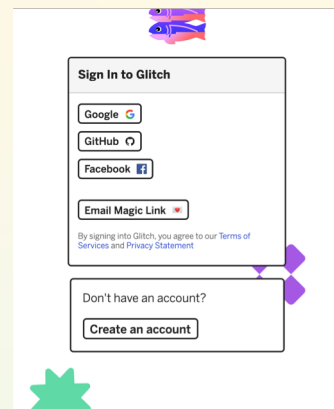 Sign In to Glitch
Google
GitHub
Facebook
Email Magic Link
By signing into Glitch, you agree to our Terms of
Services and Privacy Statement
Don't have an account?
Create an account